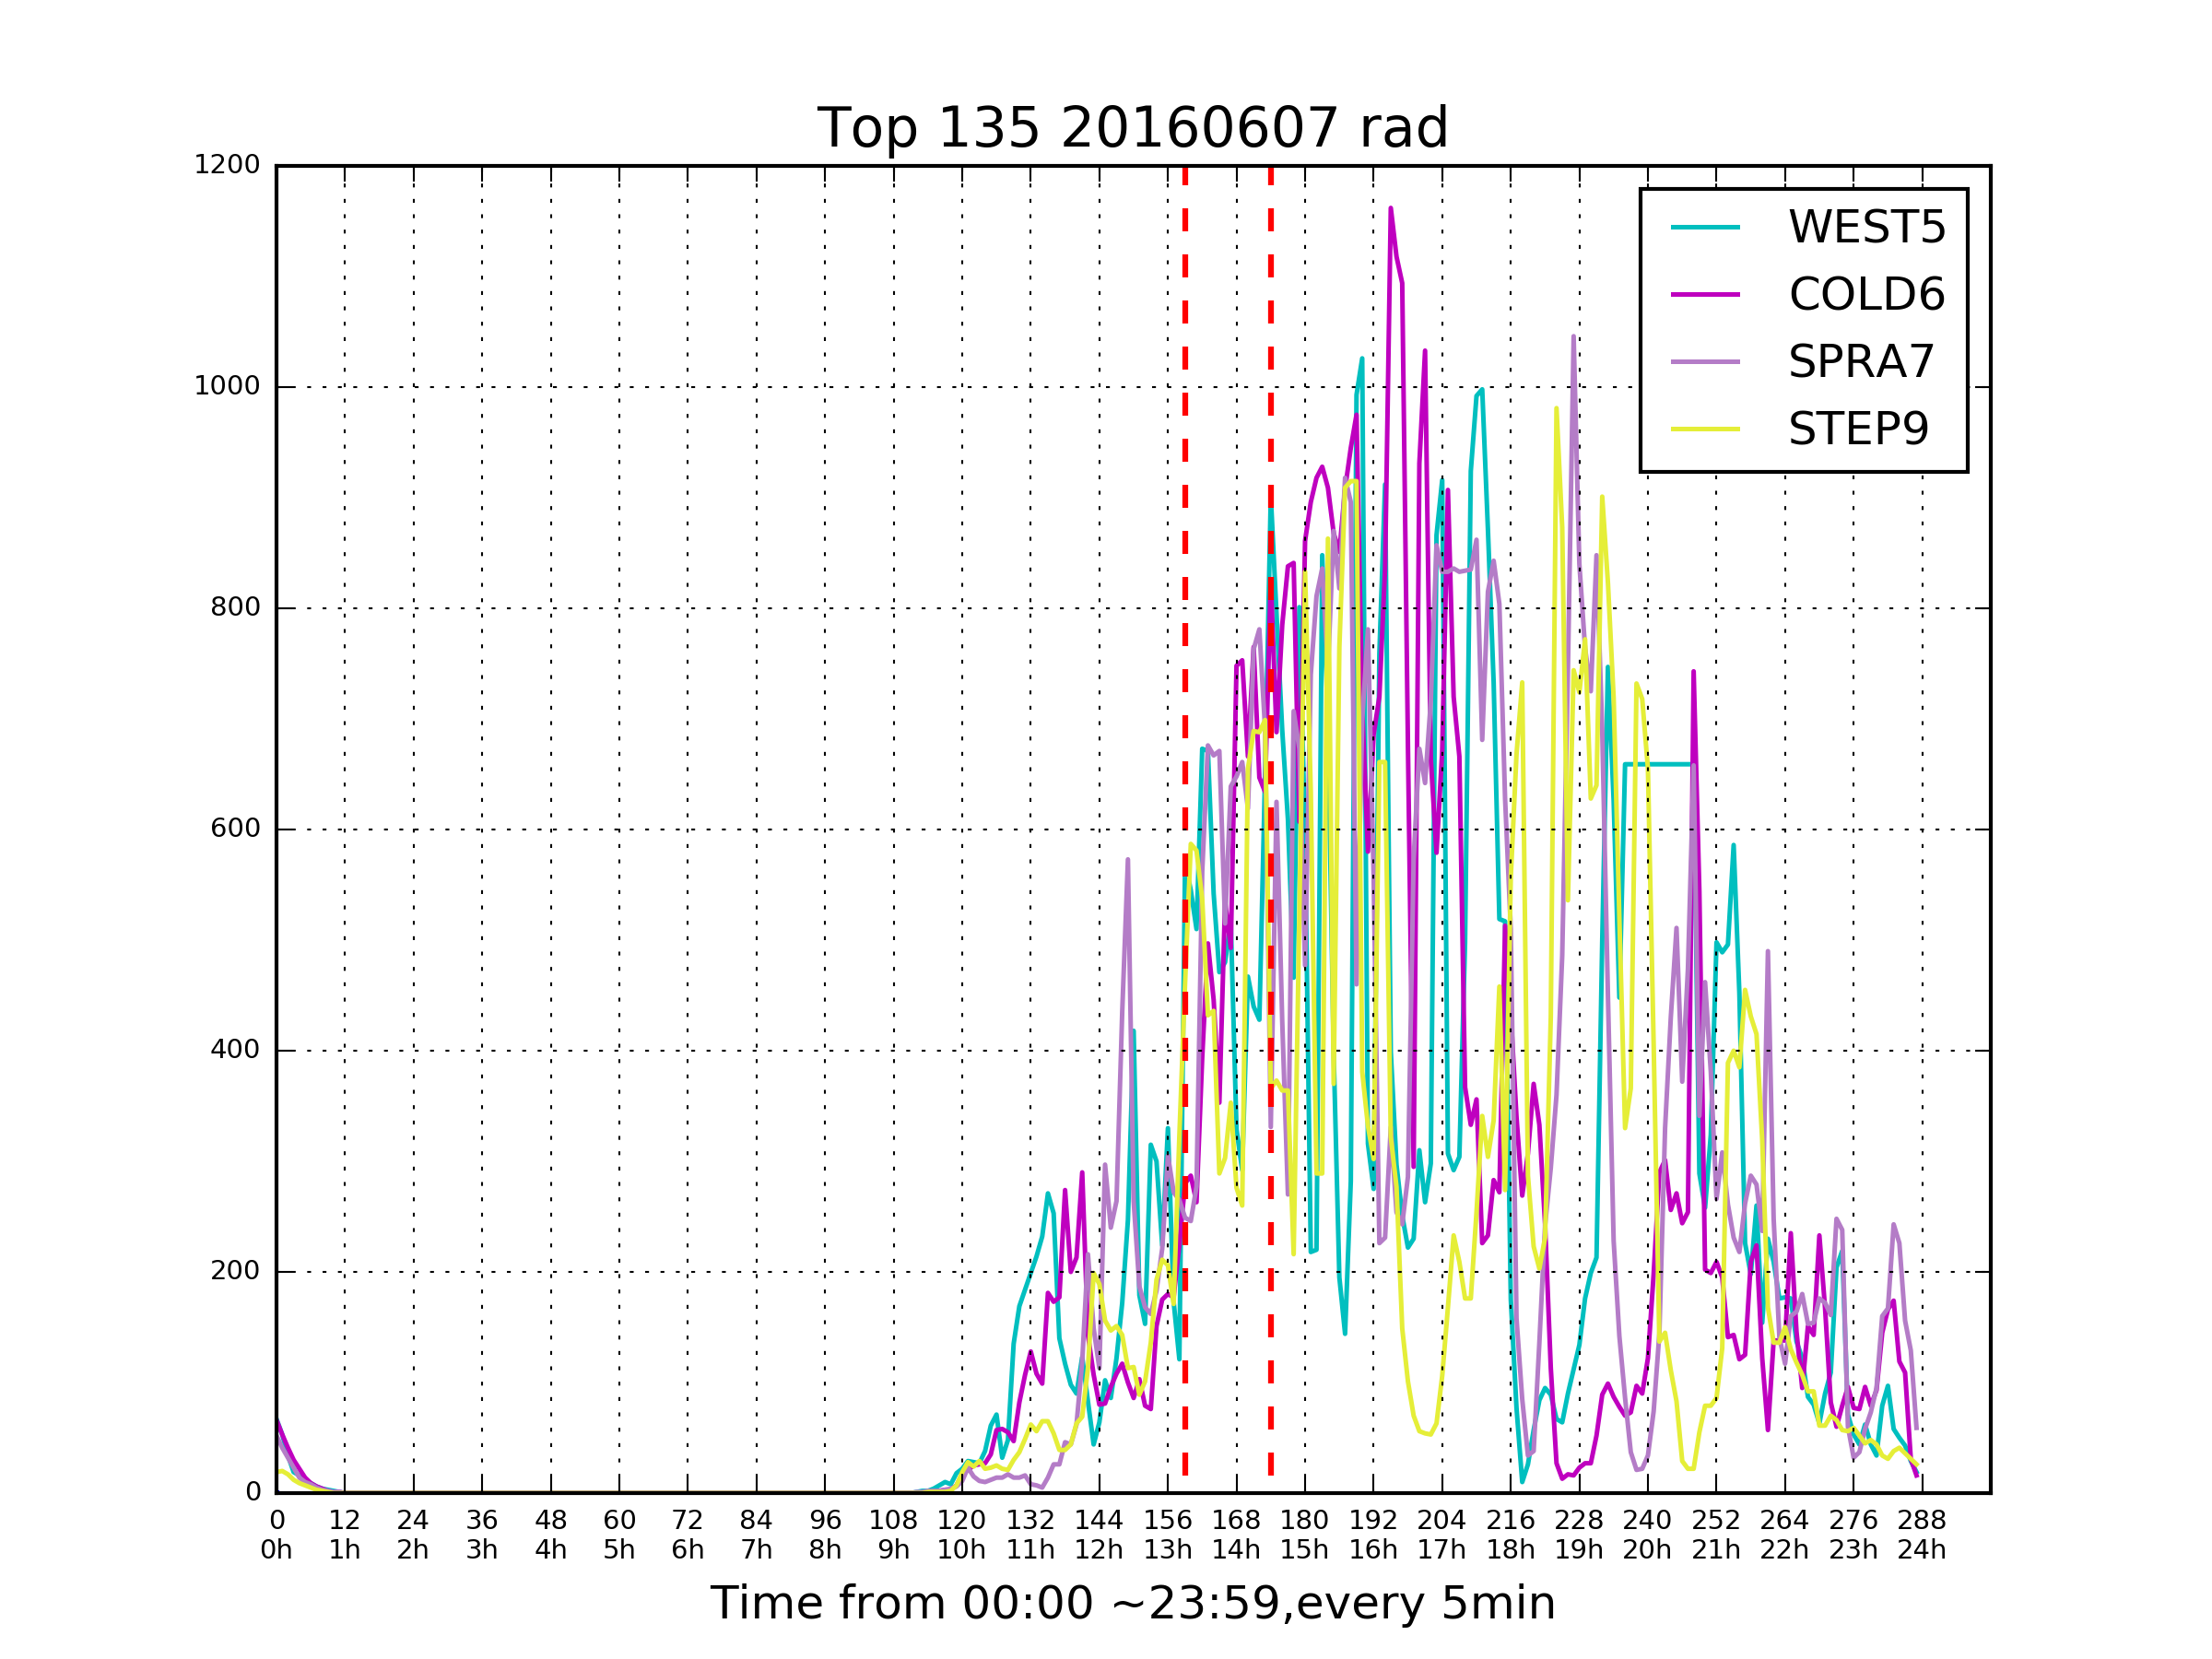 Top 135 20160607 rad
1200
1000
800
600
400
200
0
WEST5
COLD6
SPRA7
STEP9
0 12 24 36 48 60 72 84 96 108 120 132 144 156 168 180 192 204 216 228 240 252 264 276 288
0h 1h 2h 3h 4h 5h 6h 7h 8h 9h 10h 11h 12h 13h 14h 15h 16h 17h 18h 19h 20h 21h 22h 23h 24h
Time from 00:00 ~23:59,every 5min